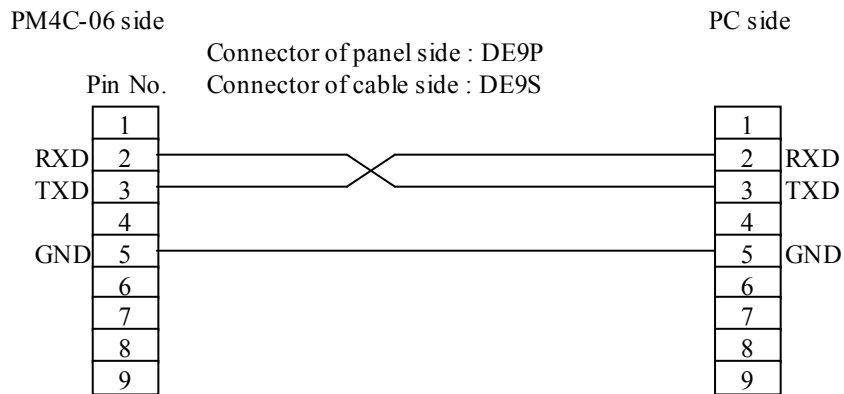 PM4C-06 side PC side
Connector of panel side : DE9P
Pin No. Connector of cable side : DE9S
1 1
RXD 2 2 RXD
TXD 3 3 TXD
4 4
GND 5 5 GND
6 6
7 7
8 8
9 9